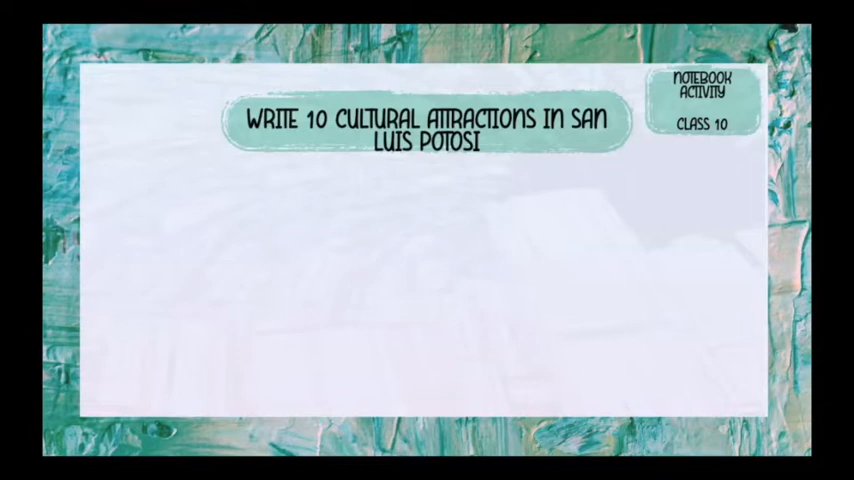 WRITE 10 CULTURAL ATTRACTIONS IN SAN
LUIS POTOSI
NOTEBOOK
ACTIVITY
CLASS 10